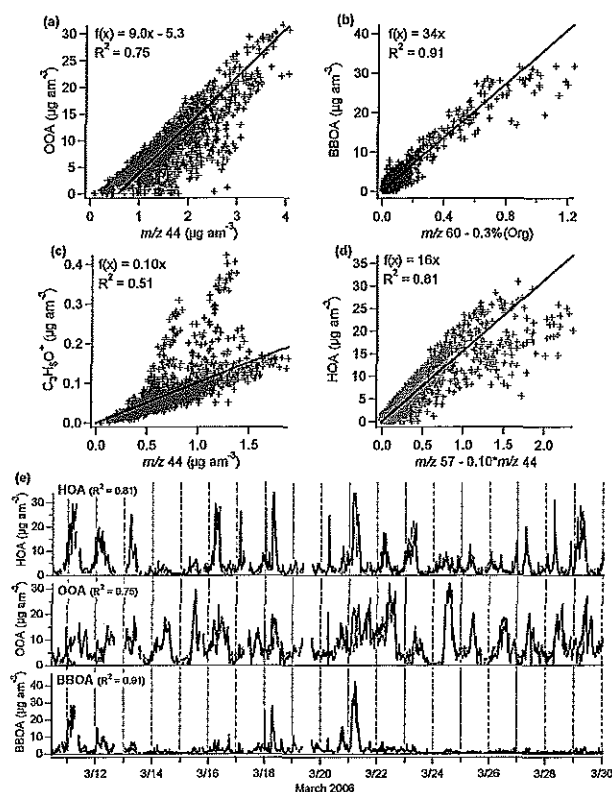 (a)
f(x) = 9.0x - 5.3
R² = 0.75
OOA (µg am⁻³)
30
25
20
15
10
5
0
0 1 2 3 4
m/z 44 (µg am⁻³)
(b)
f(x) = 34x
R² = 0.91
BBOA (µg am⁻³)
40
30
20
10
0
0.0 0.4 0.8 1.2
m/z 60 - 0.3%(Org)
(c)
f(x) = 0.10x
R² = 0.51
0.4
0.3
0.2
0.1
0.0
0.0 0.5 1.0 1.5
m/z 44 (µg am⁻³)
(d)
f(x) = 16x
R² = 0.81
HOA (µg am⁻³)
35
30
25
20
15
10
5
0
0.0 0.5 1.0 1.5 2.0
m/z 57 - 0.10*m/z 44
(e)
HOA (R² = 0.81)
HOA (µg am⁻³)
30
20
10
0
OOA (R² = 0.75)
OOA (µg am⁻³)
30
20
10
0
BBOA (R² = 0.91)
BBOA (µg am⁻³)
40
30
20
10
0
3/12 3/14 3/16 3/18 3/20 3/22 3/24 3/26 3/28 3/30
March 2006